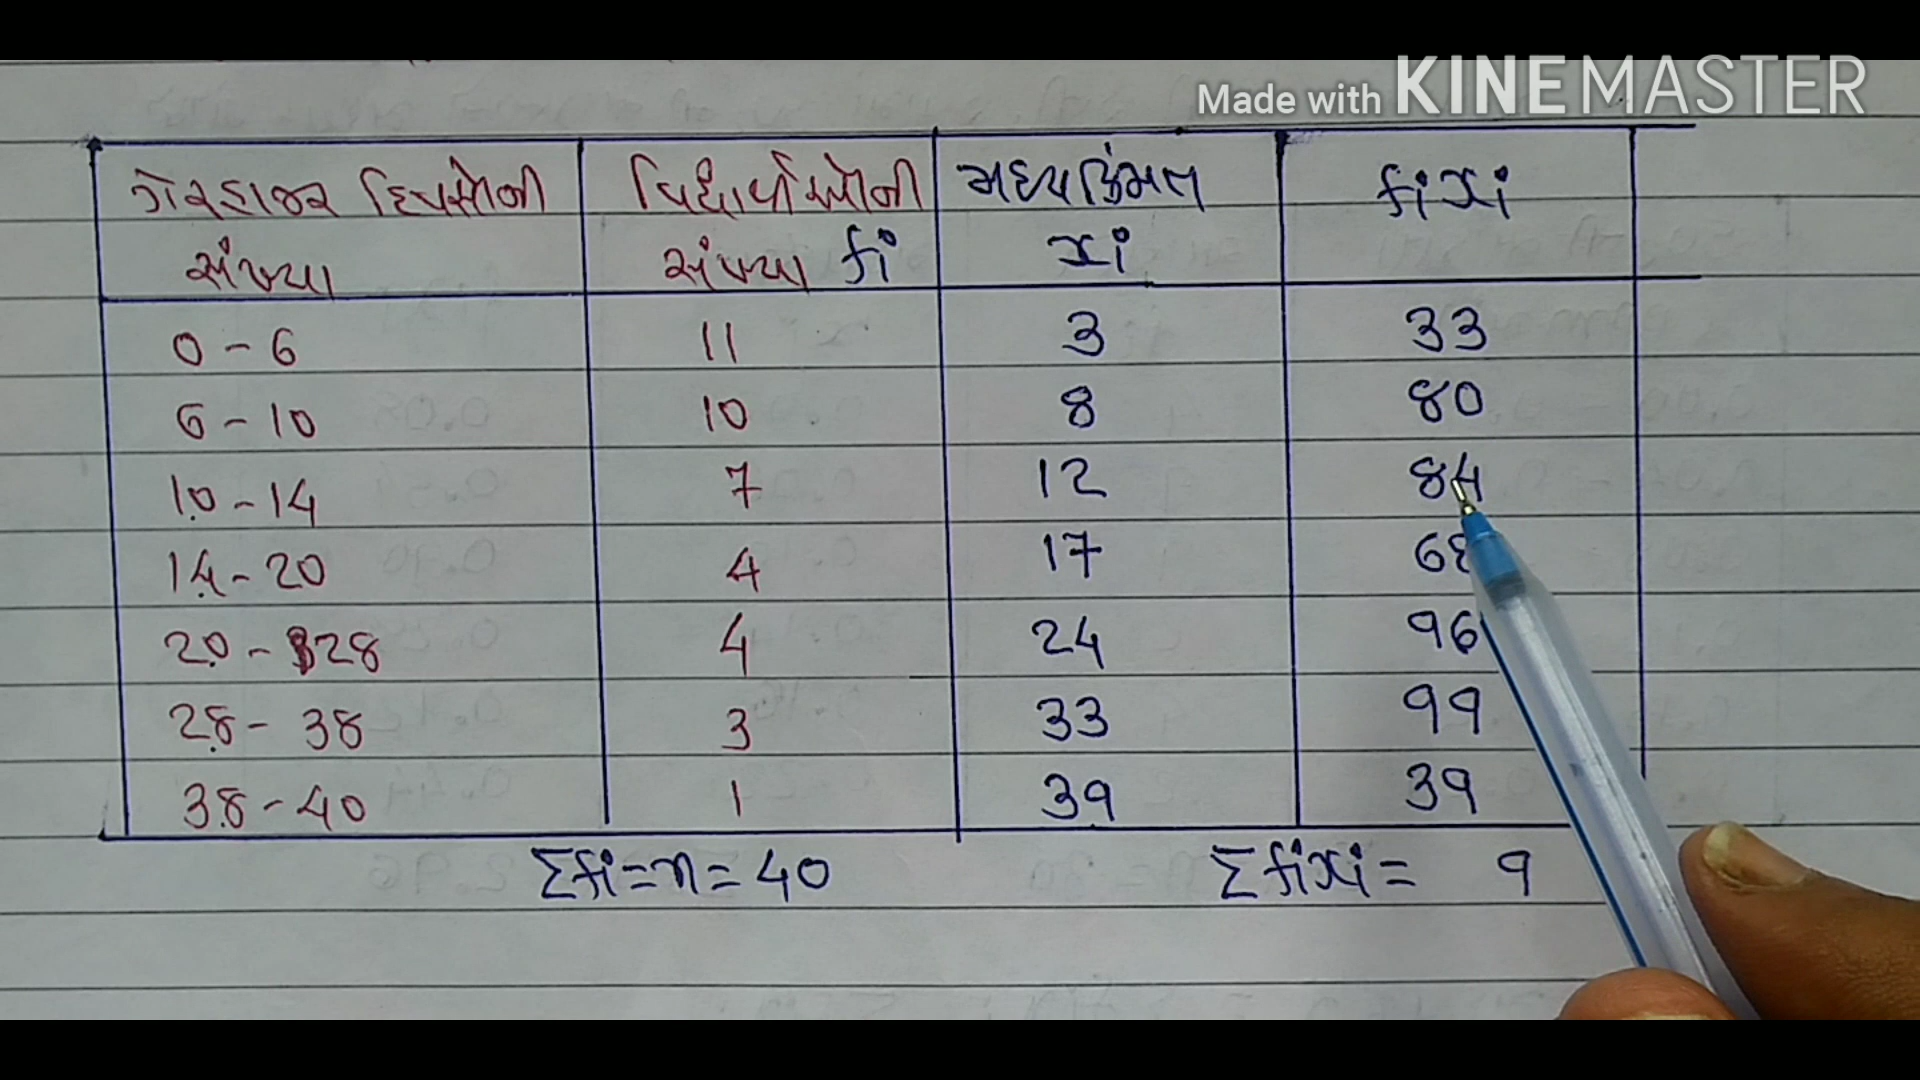 Made with KINEMASTER
ગેરહાજર દિવસોની વિદ્યાર્થીઓની મધ્યકિંમત fixi
સંખ્યા સંખ્યા fi xi
0 - 6 11 3 33
6 - 10 10 8 80
10 - 14 7 12 84
14 - 20 4 17 68
20 - 28 4 24 96
28 - 38 3 33 99
38 - 40 1 39 39
Σfi = n = 40 Σfixi = 9